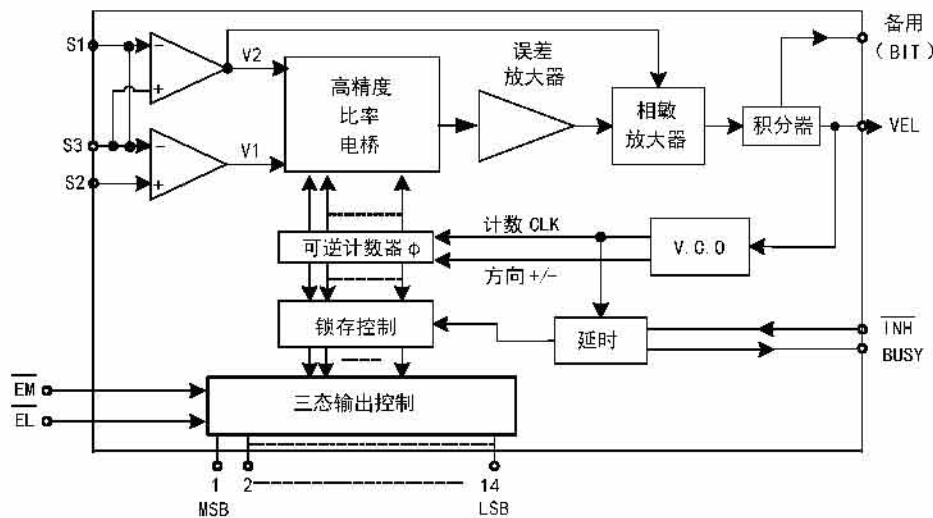 S1
S3
S2
−
+
−
+
V2
V1
高精度
比率
电桥
误差
放大器
相敏
放大器
积分器
备用
(BIT)
VEL
计数 CLK
可逆计数器 φ
方向 +/-
V.C.O
锁存控制
延时
INH
BUSY
EM
EL
三态输出控制
1 2 14
MSB LSB